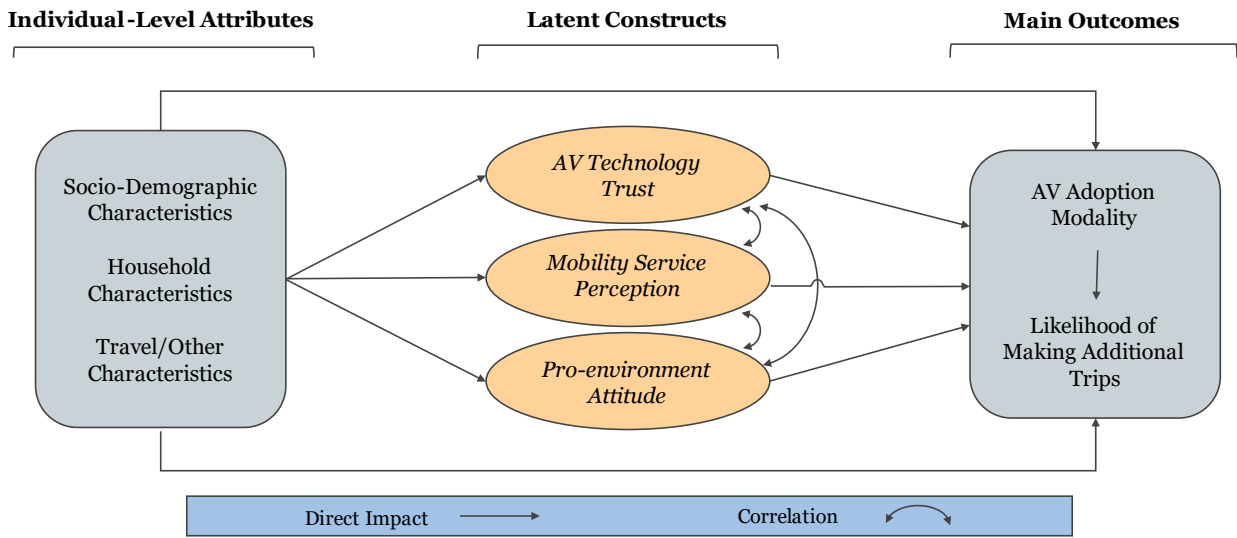 Individual-Level Attributes
Latent Constructs
Main Outcomes
Socio-Demographic
Characteristics
Household
Characteristics
Travel/Other
Characteristics
AV Technology
Trust
Mobility Service
Perception
Pro-environment
Attitude
AV Adoption
Modality
Likelihood of
Making Additional
Trips
Direct Impact
Correlation